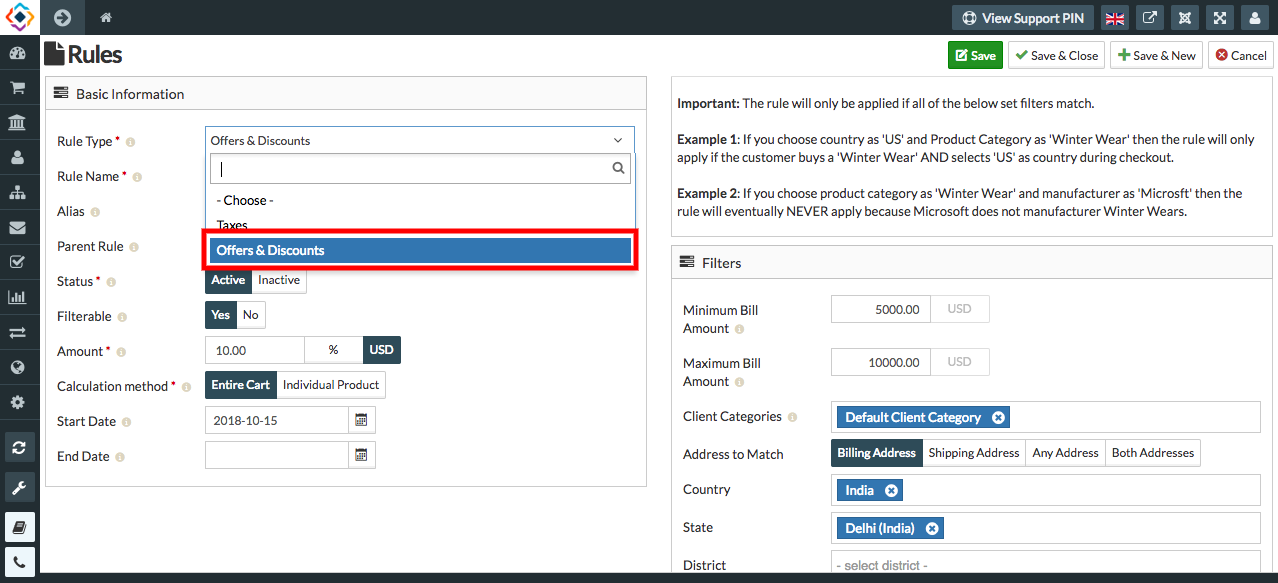 View Support PIN
Rules
Save
Save & Close
Save & New
Cancel
Basic Information
Rule Type *
Offers & Discounts
- Choose -
Taxes
Offers & Discounts
Rule Name *
Alias
Parent Rule
Status *
Active Inactive
Filterable
Yes No
Amount *
10.00 % USD
Calculation method *
Entire Cart Individual Product
Start Date
2018-10-15
End Date
Important: The rule will only be applied if all of the below set filters match.
Example 1: If you choose country as 'US' and Product Category as 'Winter Wear' then the rule will only
apply if the customer buys a 'Winter Wear' AND selects 'US' as country during checkout.
Example 2: If you choose product category as 'Winter Wear' and manufacturer as 'Microsft' then the
rule will eventually NEVER apply because Microsoft does not manufacturer Winter Wears.
Filters
Minimum Bill
Amount
5000.00 USD
Maximum Bill
Amount
10000.00 USD
Client Categories
Default Client Category
Address to Match
Billing Address Shipping Address Any Address Both Addresses
Country
India
State
Delhi (India)
District
- select district -